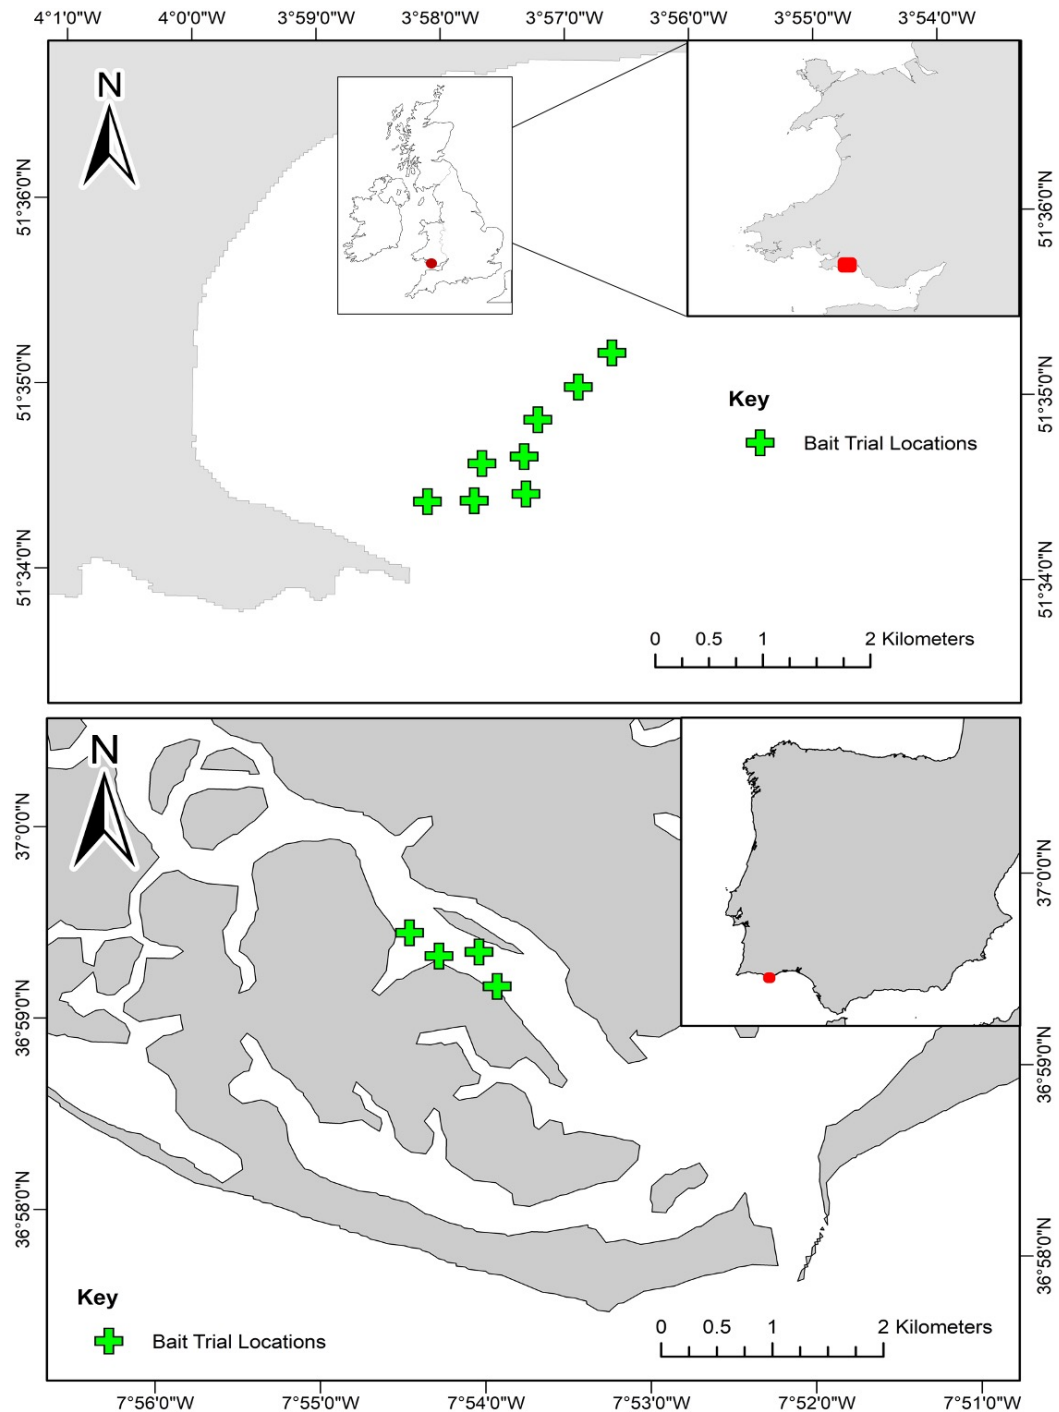 4°1'0"W 4°0'0"W 3°59'0"W 3°58'0"W 3°57'0"W 3°56'0"W 3°55'0"W 3°54'0"W
N
51°36'0"N
51°36'0"N
51°35'0"N
51°35'0"N
Key
Bait Trial Locations
51°34'0"N
51°34'0"N
0 0.5 1 2 Kilometers
N
37°0'0"N
37°0'0"N
36°59'0"N
36°59'0"N
36°58'0"N
36°58'0"N
Key
Bait Trial Locations
0 0.5 1 2 Kilometers
7°56'0"W 7°55'0"W 7°54'0"W 7°53'0"W 7°52'0"W 7°51'0"W